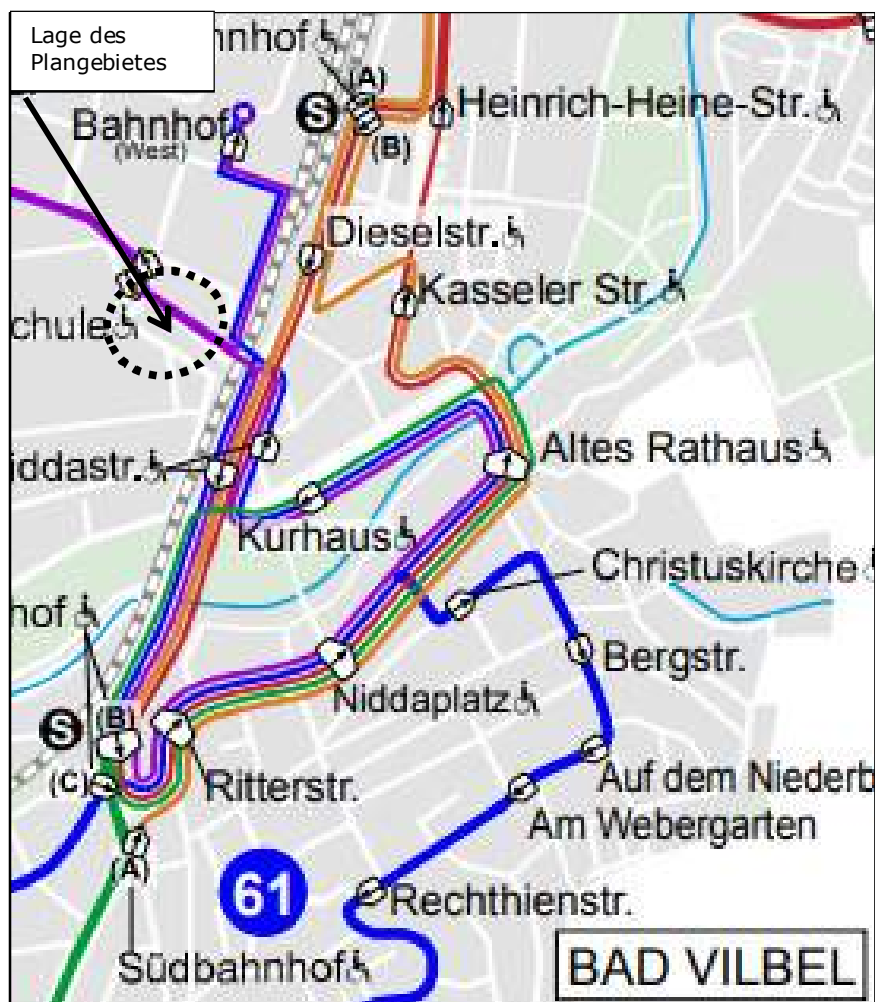 Lage des
Plangebietes
nnhof
(A)
S
Heinrich-Heine-Str.
Bahnhof
(West)
(B)
Dieselstr.
Kasseler Str.
chule
iddastr.
Altes Rathaus
Kurhaus
Christuskirche
hof
Bergstr.
Niddaplatz
S
(B)
(C)
Ritterstr.
Auf dem Niederb
Am Webergarten
(A)
61
Rechthienstr.
Südbahnhof
BAD VILBEL